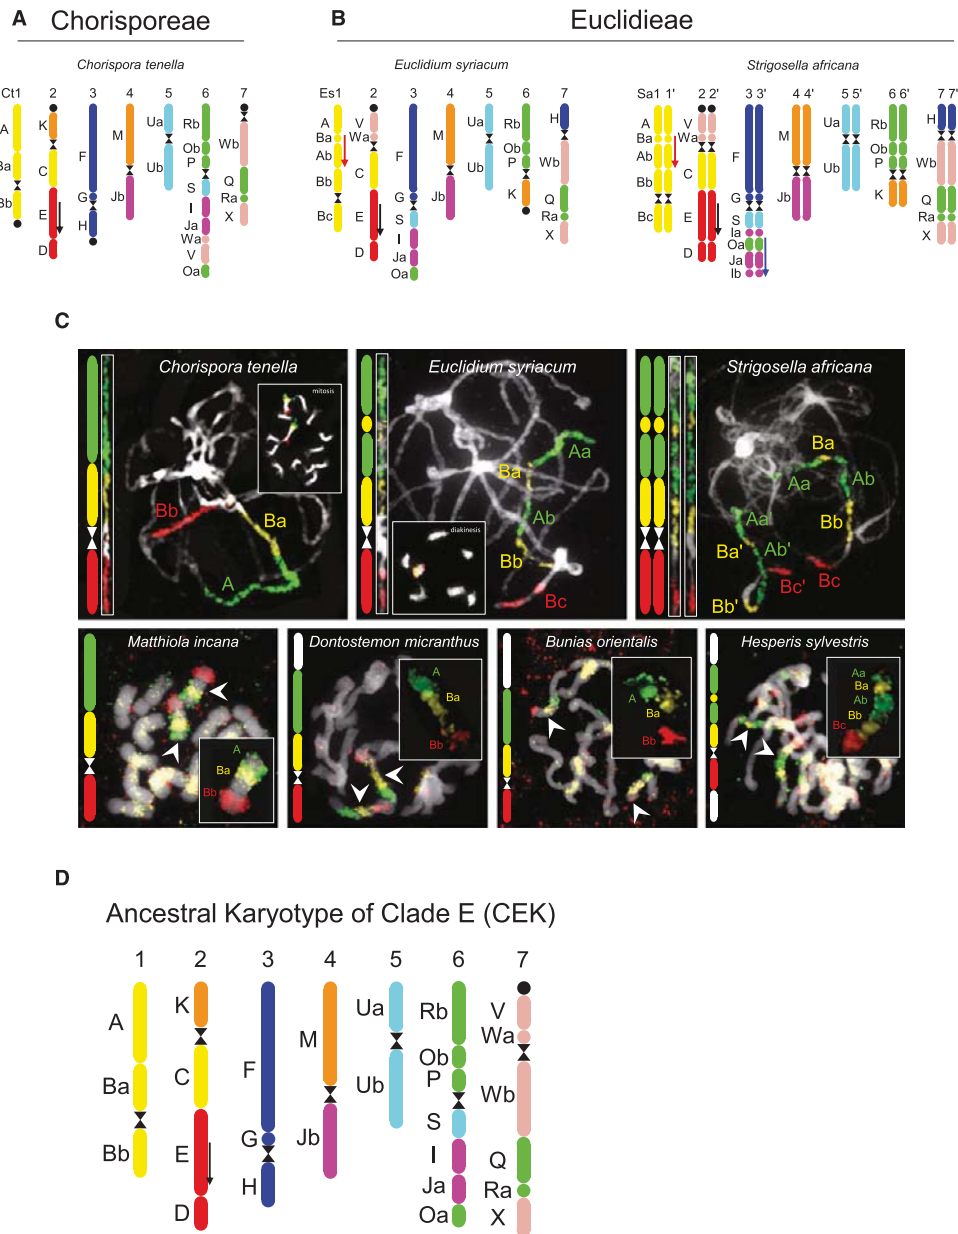 A Chorisporeae
B Euclidieae
Chorispora tenella
Euclidium syriacum
Strigosella africana
Ct1 2 3 4 5 6 7
A
Ba
Bb
K
C
E
D
F
G
H
M
Jb
Ua
Ub
Rb
Ob
P
S
I
Ja
Wa
V
Oa
Wb
Q
Ra
X
Es1 2 3 4 5 6 7
A
Ba
Ab
Bb
Bc
V
Wa
C
E
D
F
G
S
I
Ja
Oa
M
Jb
Ua
Ub
Rb
Ob
P
K
H
Wb
Q
Ra
X
Sa1 1' 2 2' 3 3' 4 4' 5 5' 6 6' 7 7'
A
Ba
Ab
Bb
Bc
V
Wa
C
E
D
F
G
S
Ia
Oa
Ja
Ib
M
Jb
Ua
Ub
Rb
Ob
P
K
H
Wb
Q
Ra
X
C
Chorispora tenella
mitosis
Bb
Ba
A
Euclidium syriacum
Aa
Ba
Ab
Bb
Bc
diakinesis
Strigosella africana
Ba
Aa
Ab
Bb
Aa'
Ba'
Ab'
Bc'
Bc
Bb'
Matthiola incana
A
Ba
Bb
Dontostemon micranthus
A
Ba
Bb
Bunias orientalis
A
Ba
Bb
Hesperis sylvestris
Aa
Ba
Ab
Bb
Bc
D
Ancestral Karyotype of Clade E (CEK)
1 2 3 4 5 6 7
A
Ba
Bb
K
C
E
D
F
G
H
M
Jb
Ua
Ub
Rb
Ob
P
S
I
Ja
Oa
V
Wa
Wb
Q
Ra
X